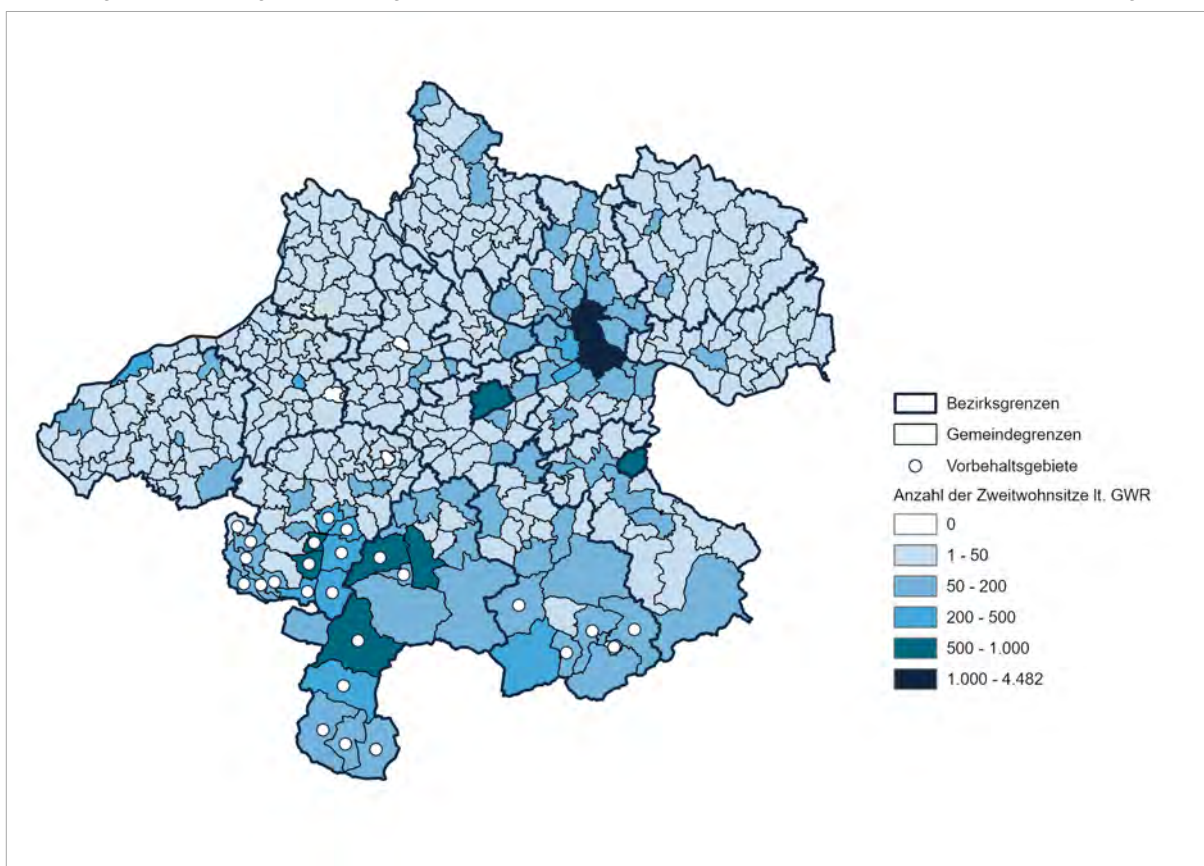 Bezirksgrenzen
Gemeindegrenzen
Vorbehaltsgebiete
Anzahl der Zweitwohnsitze lt. GWR
0
1 - 50
50 - 200
200 - 500
500 - 1.000
1.000 - 4.482